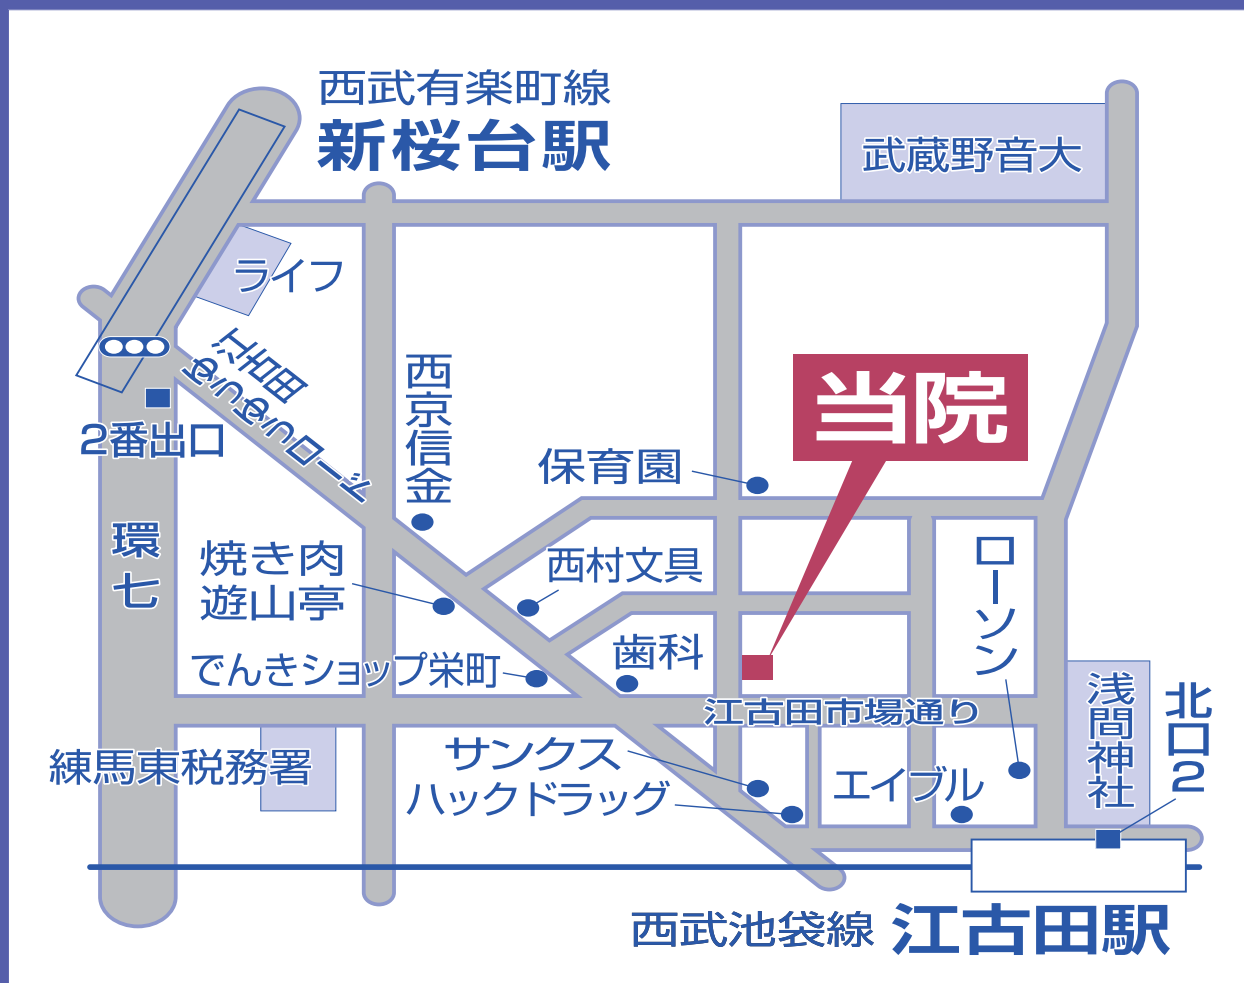 西武有楽町線
新桜台駅
武蔵野音大
ライフ
江古田
ゆうゆうロード
2番出口
環七
西京信金
当院
保育園
焼き肉
遊山亭
西村文具
ローソン
歯科
でんきショップ栄町
江古田市場通り
浅間神社
北口2
練馬東税務署
サンクス
ハックドラッグ
エイブル
西武池袋線
江古田駅